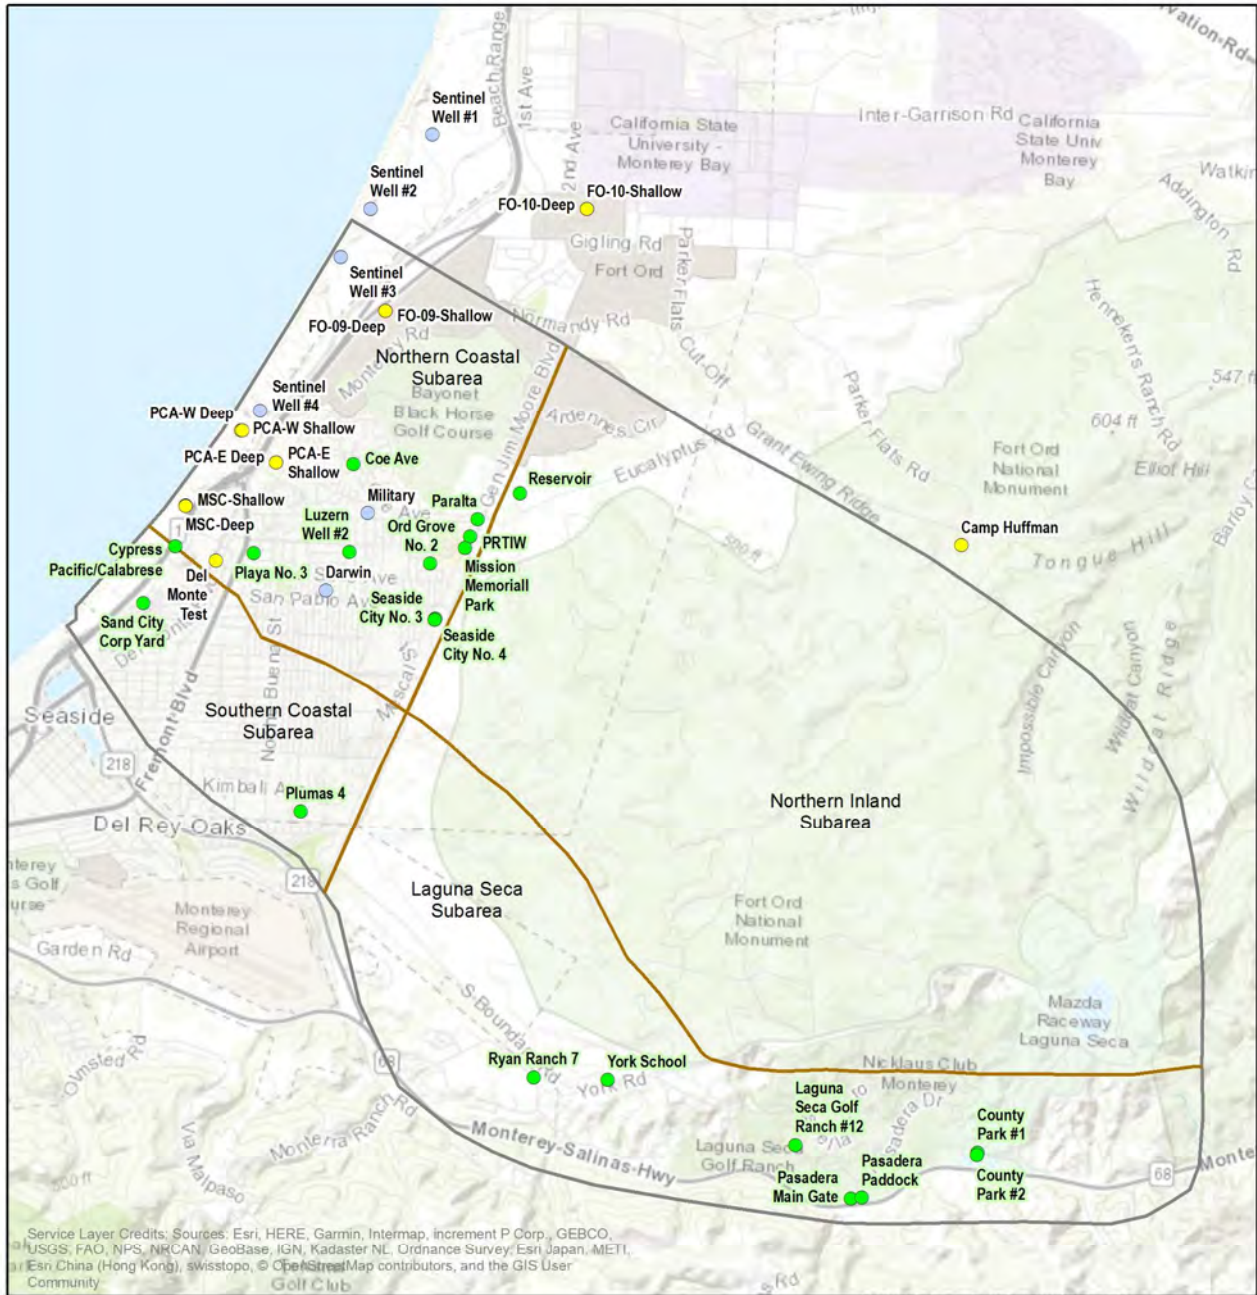 Beach Range
1st Ave
2nd Ave
Inter-Garrison Rd
California State
University -
Monterey Bay
California
State Univ
Monterey
Bay
Addington Rd
Sentinel
Well #1
Sentinel
Well #2
FO-10-Deep
FO-10-Shallow
Gigling Rd
Fort Ord
Parker Flats Cut-Off
Sentinel
Well #3
FO-09-Deep
FO-09-Shallow
Normandy Rd
Henneken's Ranch Rd
547 ft
604 ft
Elliot Hill
Northern Coastal
Subarea
Bayonet
Black Horse
Golf Course
Gen Jim Moore Blvd
Ardennes Cir
Eucalyptus Rd
Grant Ewing Ridge
Parker Flats Rd
Fort Ord
National
Monument
Sentinel
Well #4
PCA-W Deep
PCA-W Shallow
PCA-E Deep
PCA-E
Shallow
Coe Ave
Reservoir
MSC-Shallow
MSC-Deep
Military
Luzern
Well #2
Paralta
Ord Grove
No. 2
PRTIW
Mission
Memoriall
Park
Camp Huffman
Tongue Hill
1
Cypress
Pacific/Calabrese
Del
Monte
Test
Playa No. 3
Darwin
San Pablo Ave
Seaside
City No. 3
Seaside
City No. 4
Sand City
Corp Yard
Impossible Canyon
Wildcat Canyon
Wildcat Ridge
Seaside
218
Fremont Blvd
Southern Coastal
Subarea
Plumas 4
Del Rey Oaks
Northern Inland
Subarea
218
Laguna Seca
Subarea
Fort Ord
National
Monument
Monterey
Regional
Airport
Garden Rd
Mazda
Raceway
Laguna Seca
S Boundary Rd
Olmsted Rd
68
Ryan Ranch 7
York School
York Rd
Nicklaus Club
Monterey
Via Malpaso
Monterra Ranch Rd
Monterey-Salinas-Hwy
Laguna
Seca Golf
Ranch #12
Laguna Seca
Golf Ranch
Pasadera
Main Gate
Pasadera
Paddock
County
Park #1
County
Park #2
68
500 ft
Service Layer Credits: Sources: Esri, HERE, Garmin, Intermap, increment P Corp., GEBCO,
USGS, FAO, NPS, NRCAN, GeoBase, IGN, Kadaster NL, Ordnance Survey, Esri Japan, METI,
Esri China (Hong Kong), swisstopo, © OpenStreetMap contributors, and the GIS User
Community
Golf Club